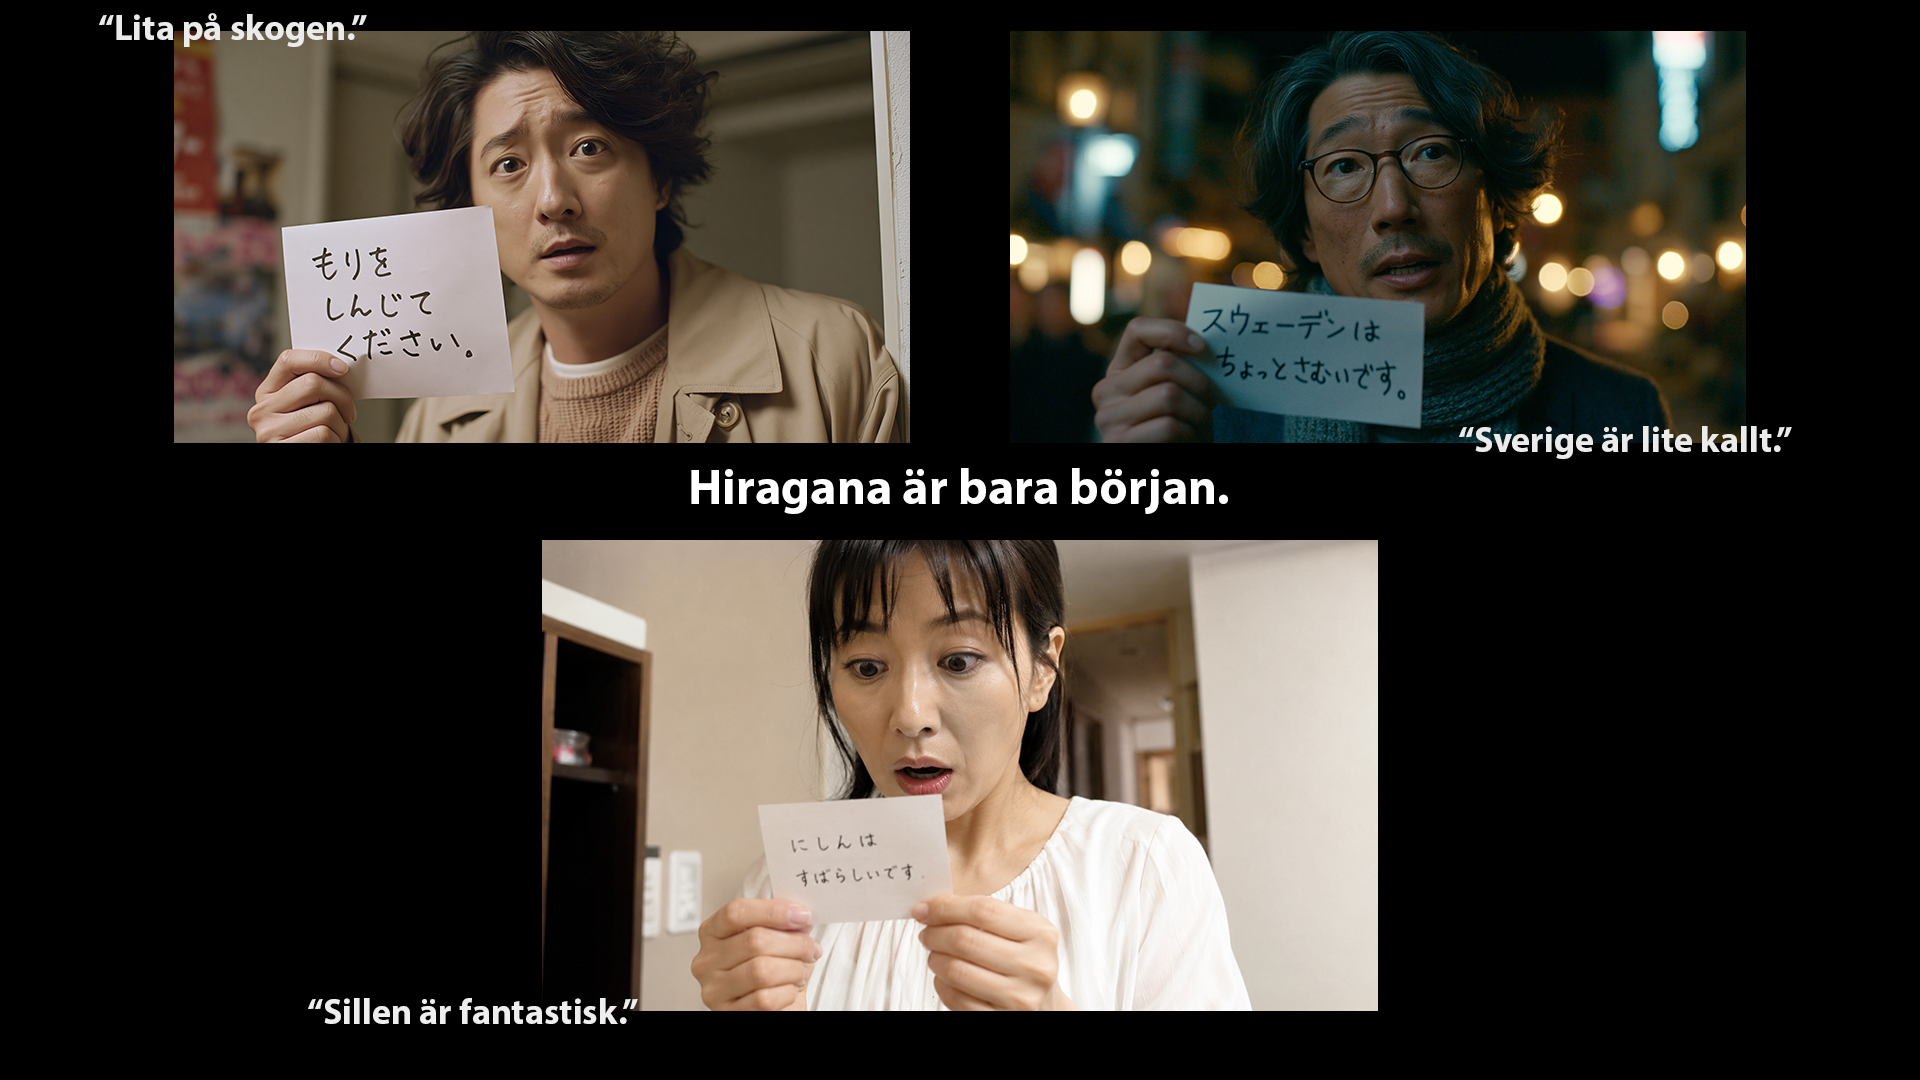 “Lita på skogen.”
もりを
しんじて
ください。
スウェーデンは
ちょっとさむいです。
“Sverige är lite kallt.”
Hiragana är bara början.
にしんは
すばらしいです.
“Sillen är fantastisk.”